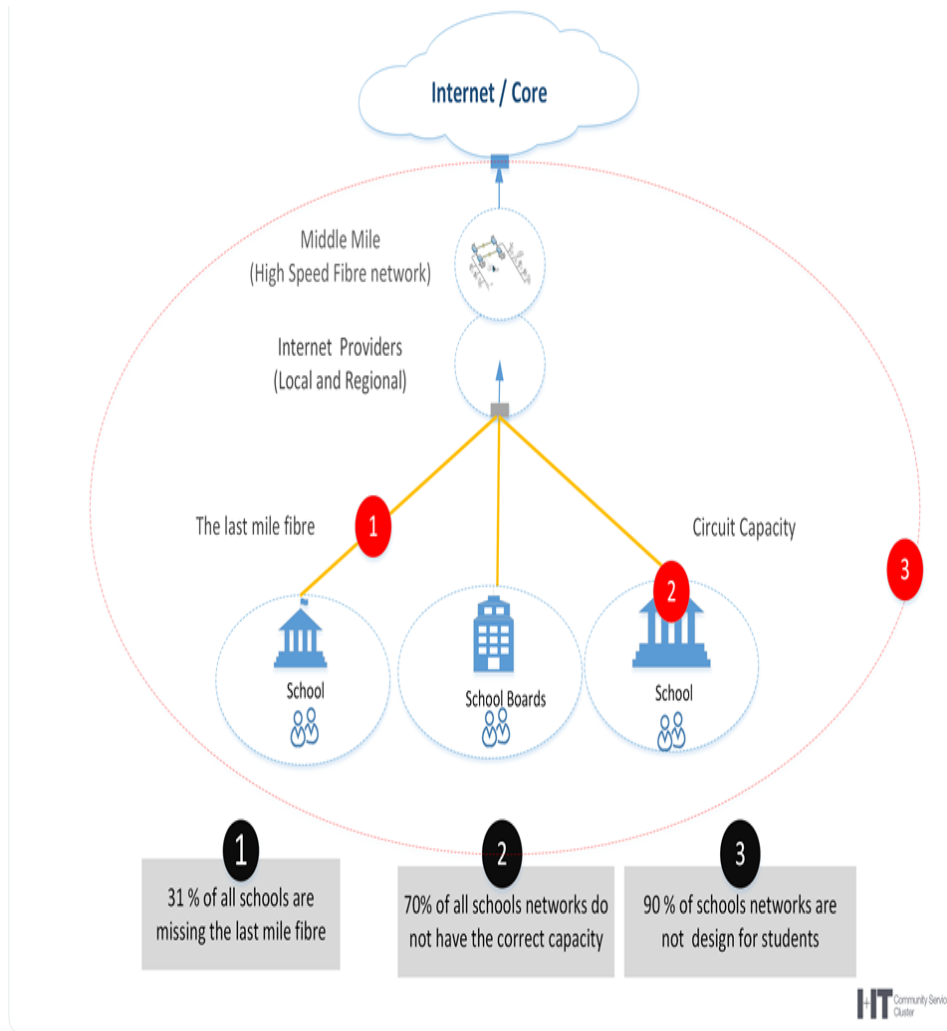 Internet / Core
Middle Mile
(High Speed Fibre network)
Internet Providers
(Local and Regional)
The last mile fibre
1
Circuit Capacity
2
3
School
School Boards
School
1
31 % of all schools are
missing the last mile fibre
2
70% of all schools networks do
not have the correct capacity
3
90 % of schools networks are
not design for students
I+IT
Community Servic
Cluster